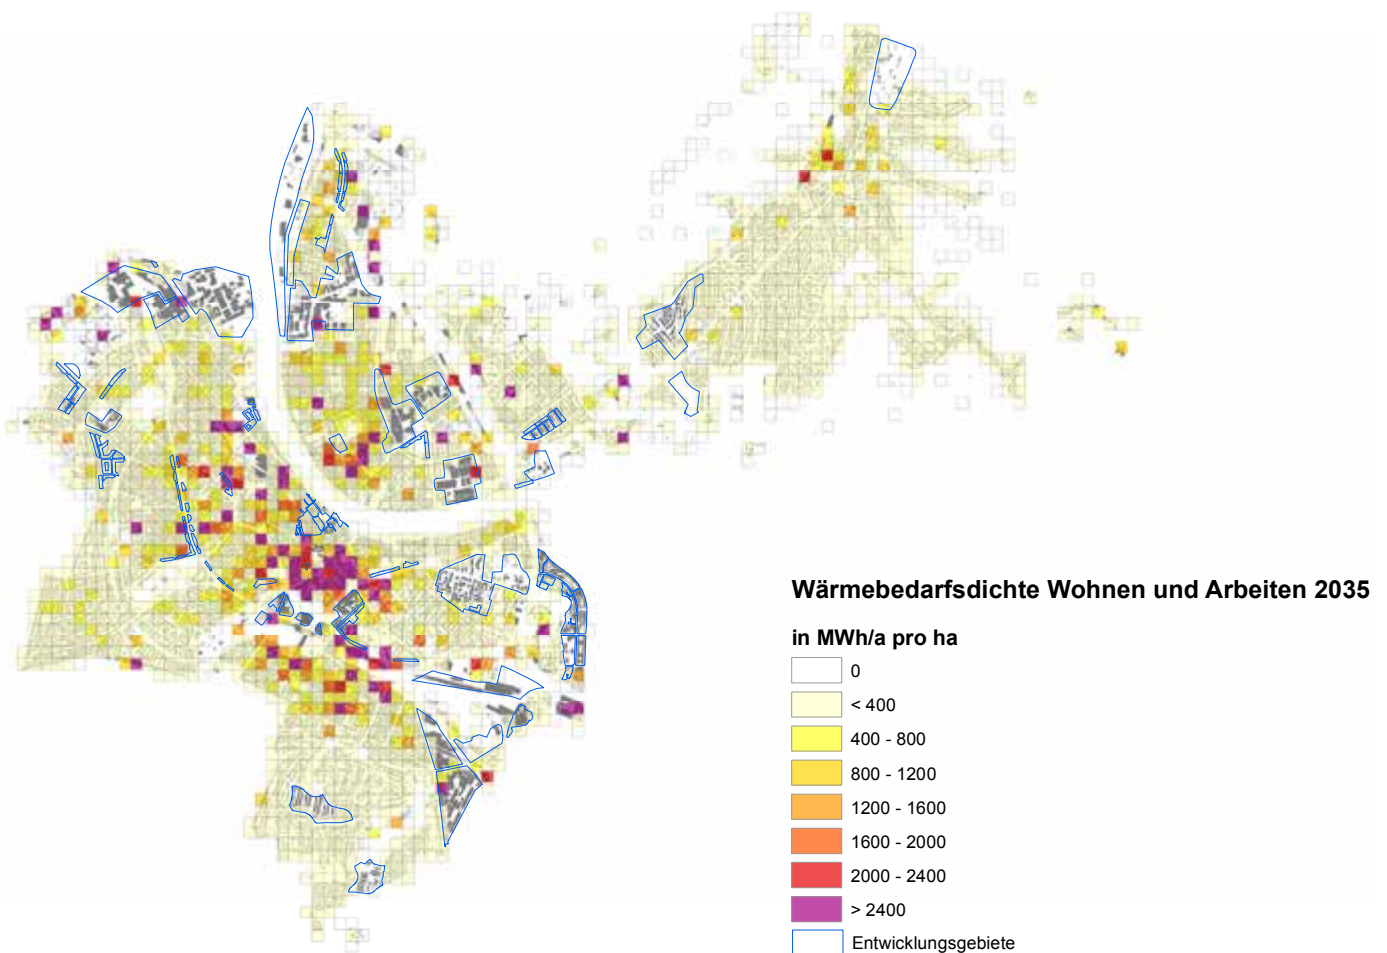 Wärmebedarfsdichte Wohnen und Arbeiten 2035
in MWh/a pro ha
0
< 400
400 - 800
800 - 1200
1200 - 1600
1600 - 2000
2000 - 2400
> 2400
Entwicklungsgebiete